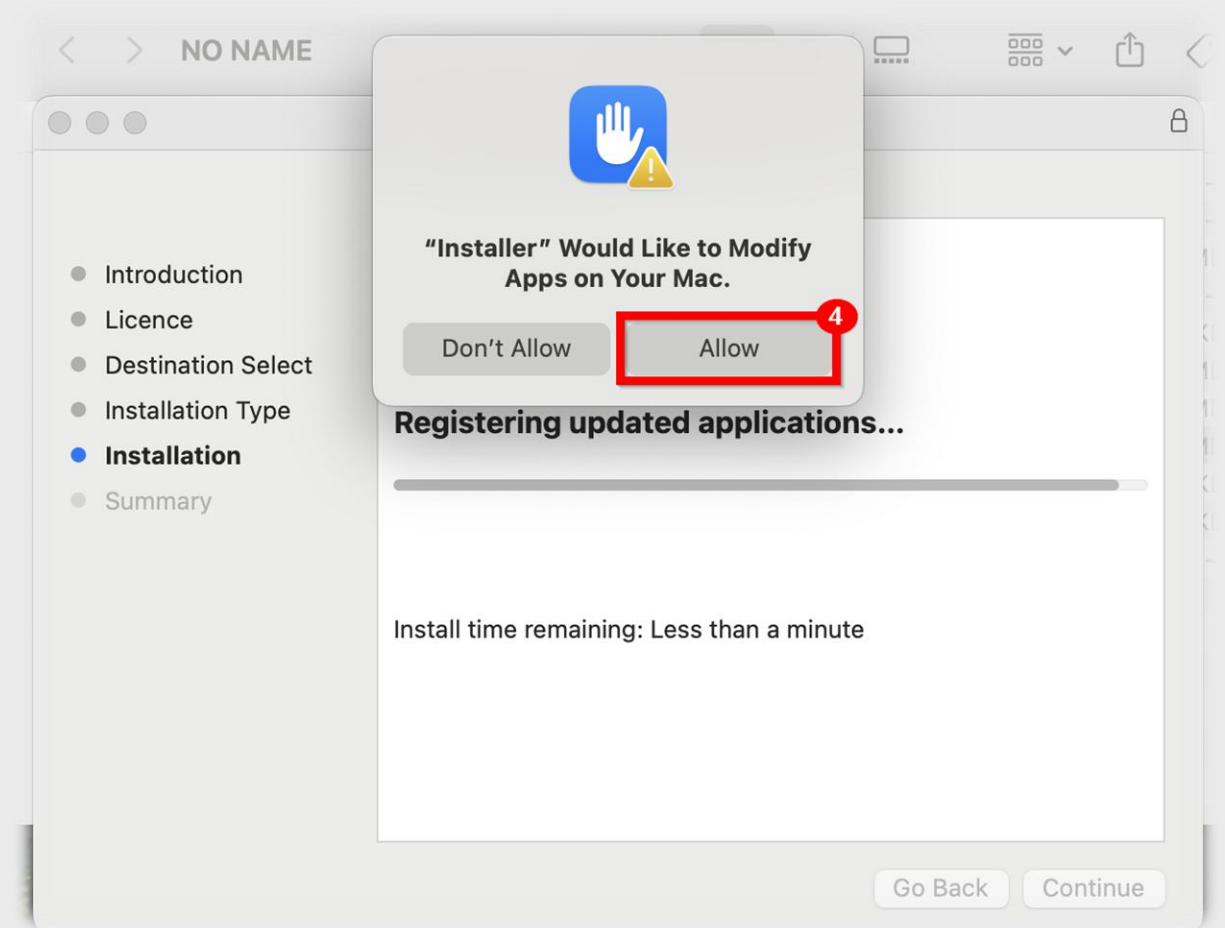 NO NAME
“Installer” Would Like to Modify
Apps on Your Mac.
Don’t Allow
Allow
4
Introduction
Licence
Destination Select
Installation Type
Installation
Summary
Registering updated applications...
Install time remaining: Less than a minute
Go Back
Continue